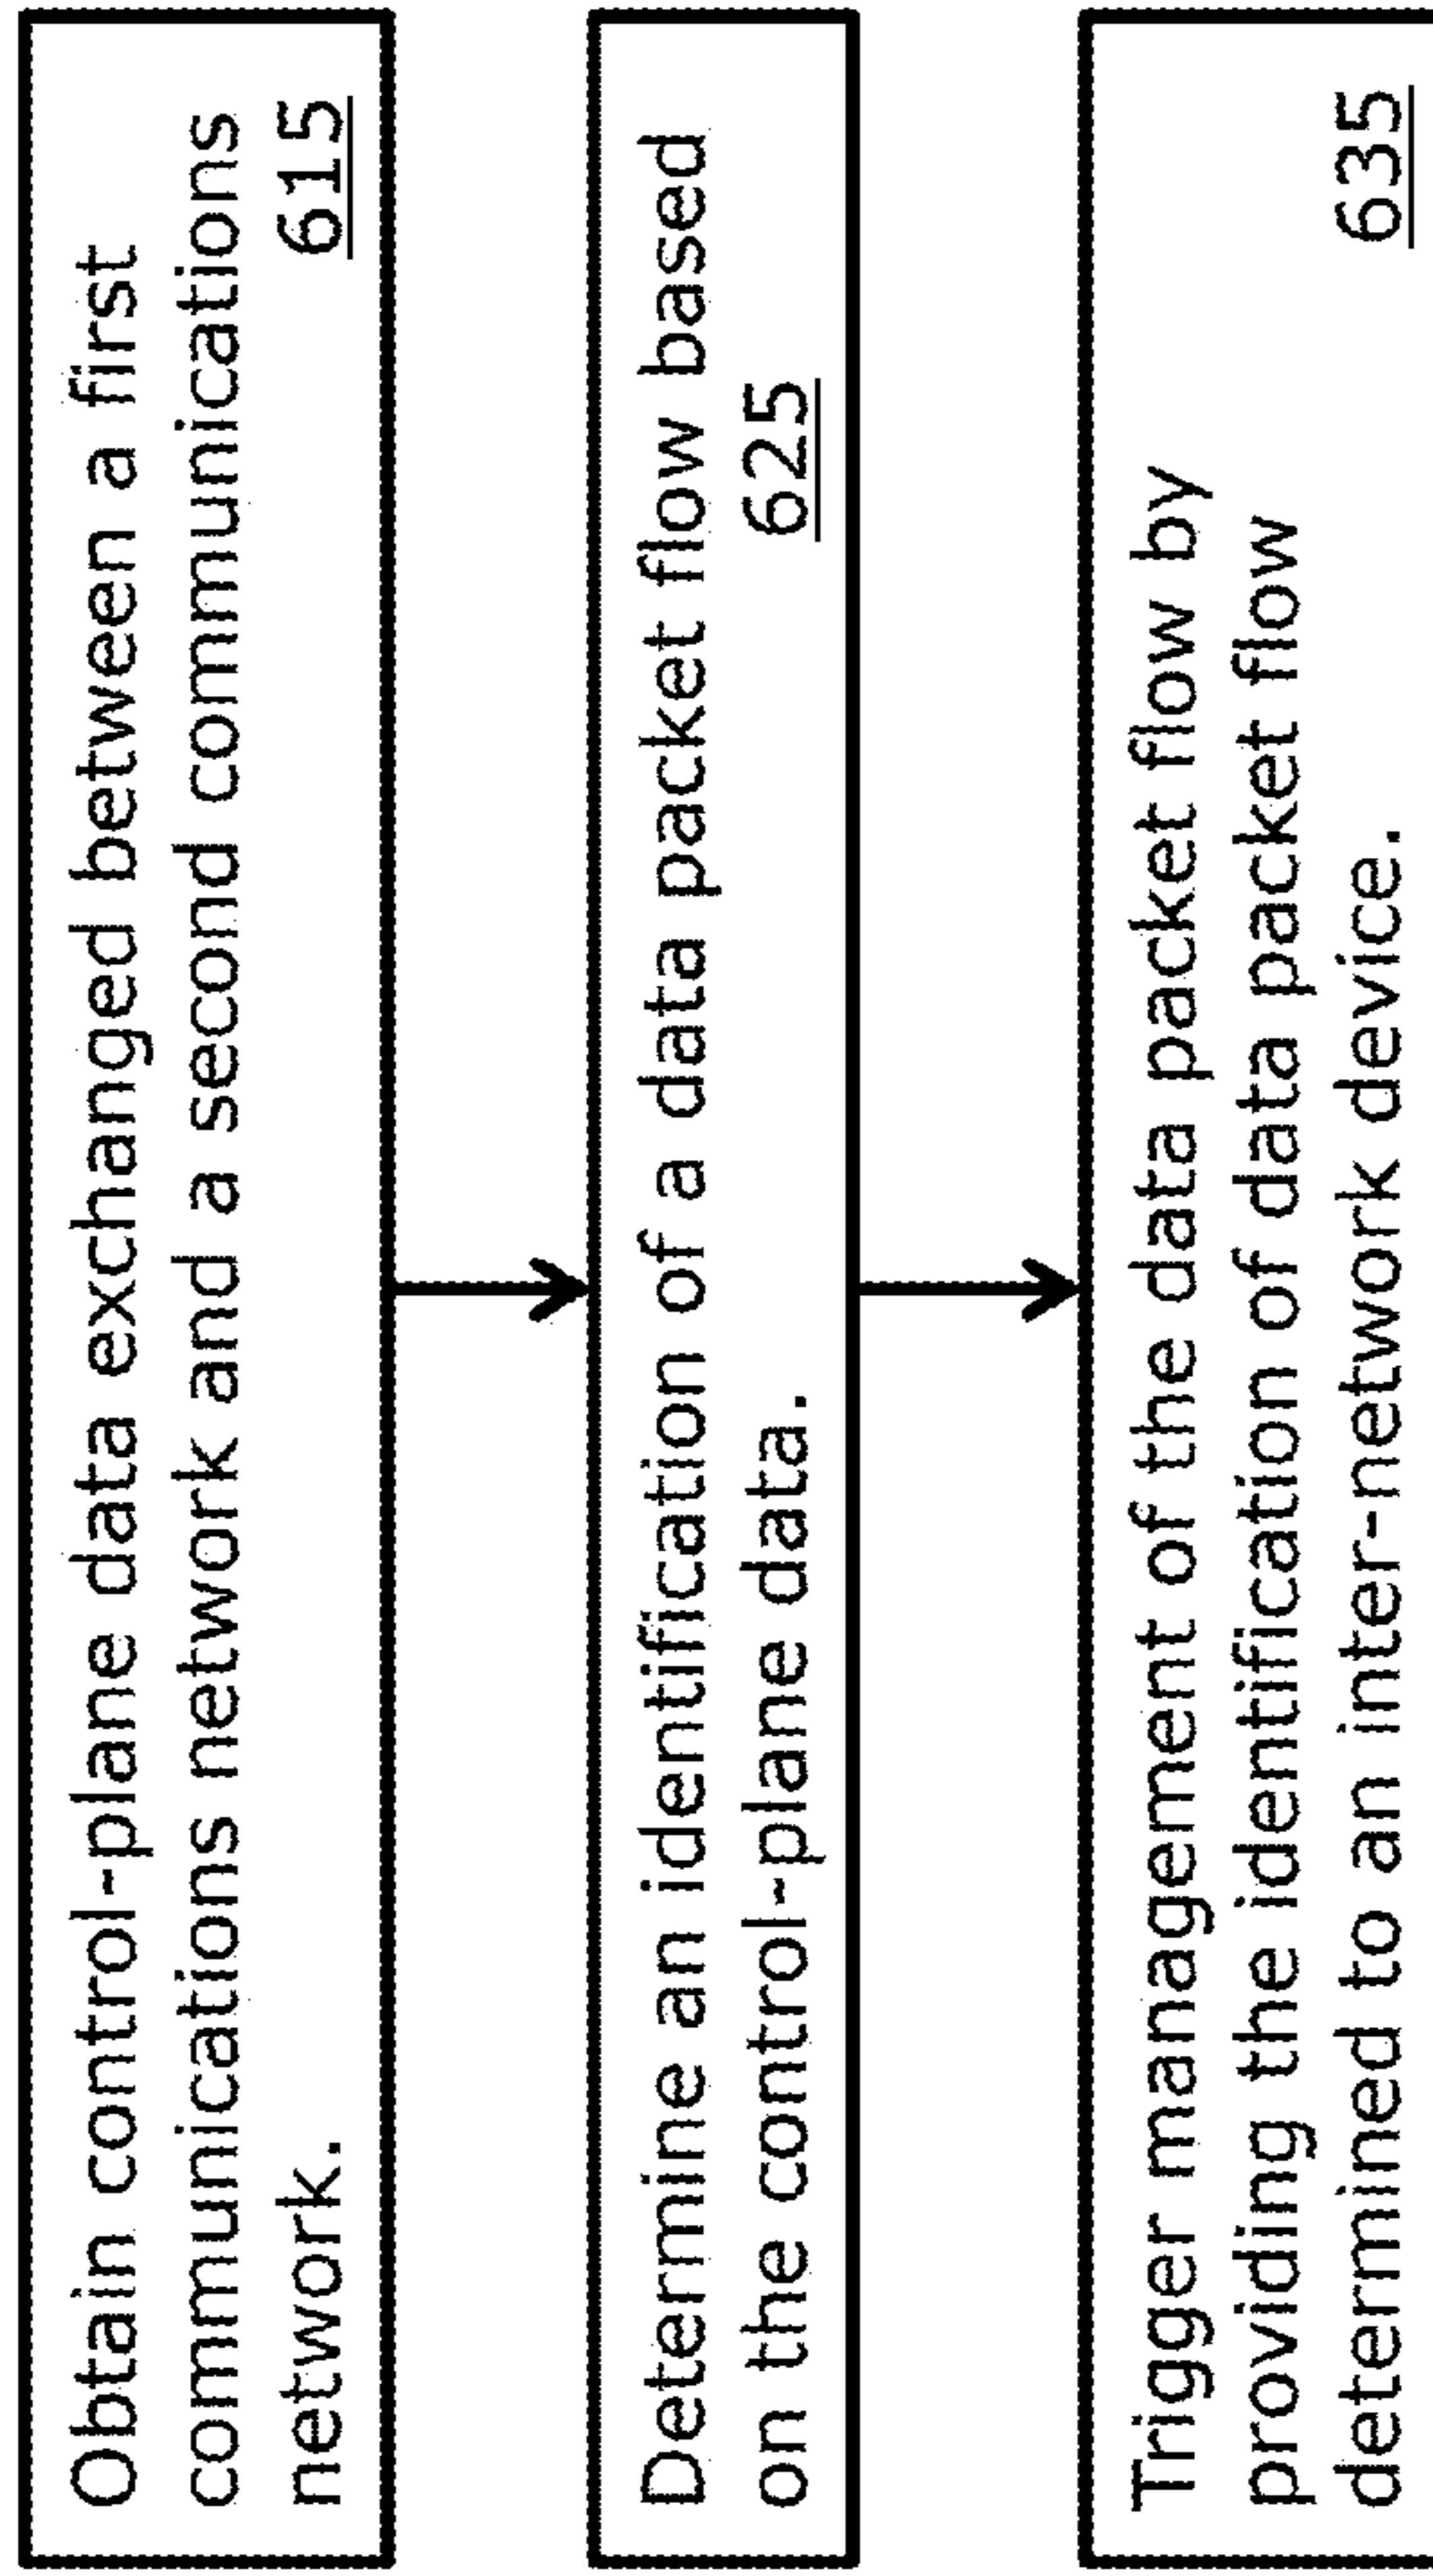 Obtain control-plane data exchanged between a first
communications network and a second communications
network. 615
Determine an identification of a data packet flow based
on the control-plane data. 625
Trigger management of the data packet flow by
providing the identification of data packet flow
determined to an inter-network device. 635